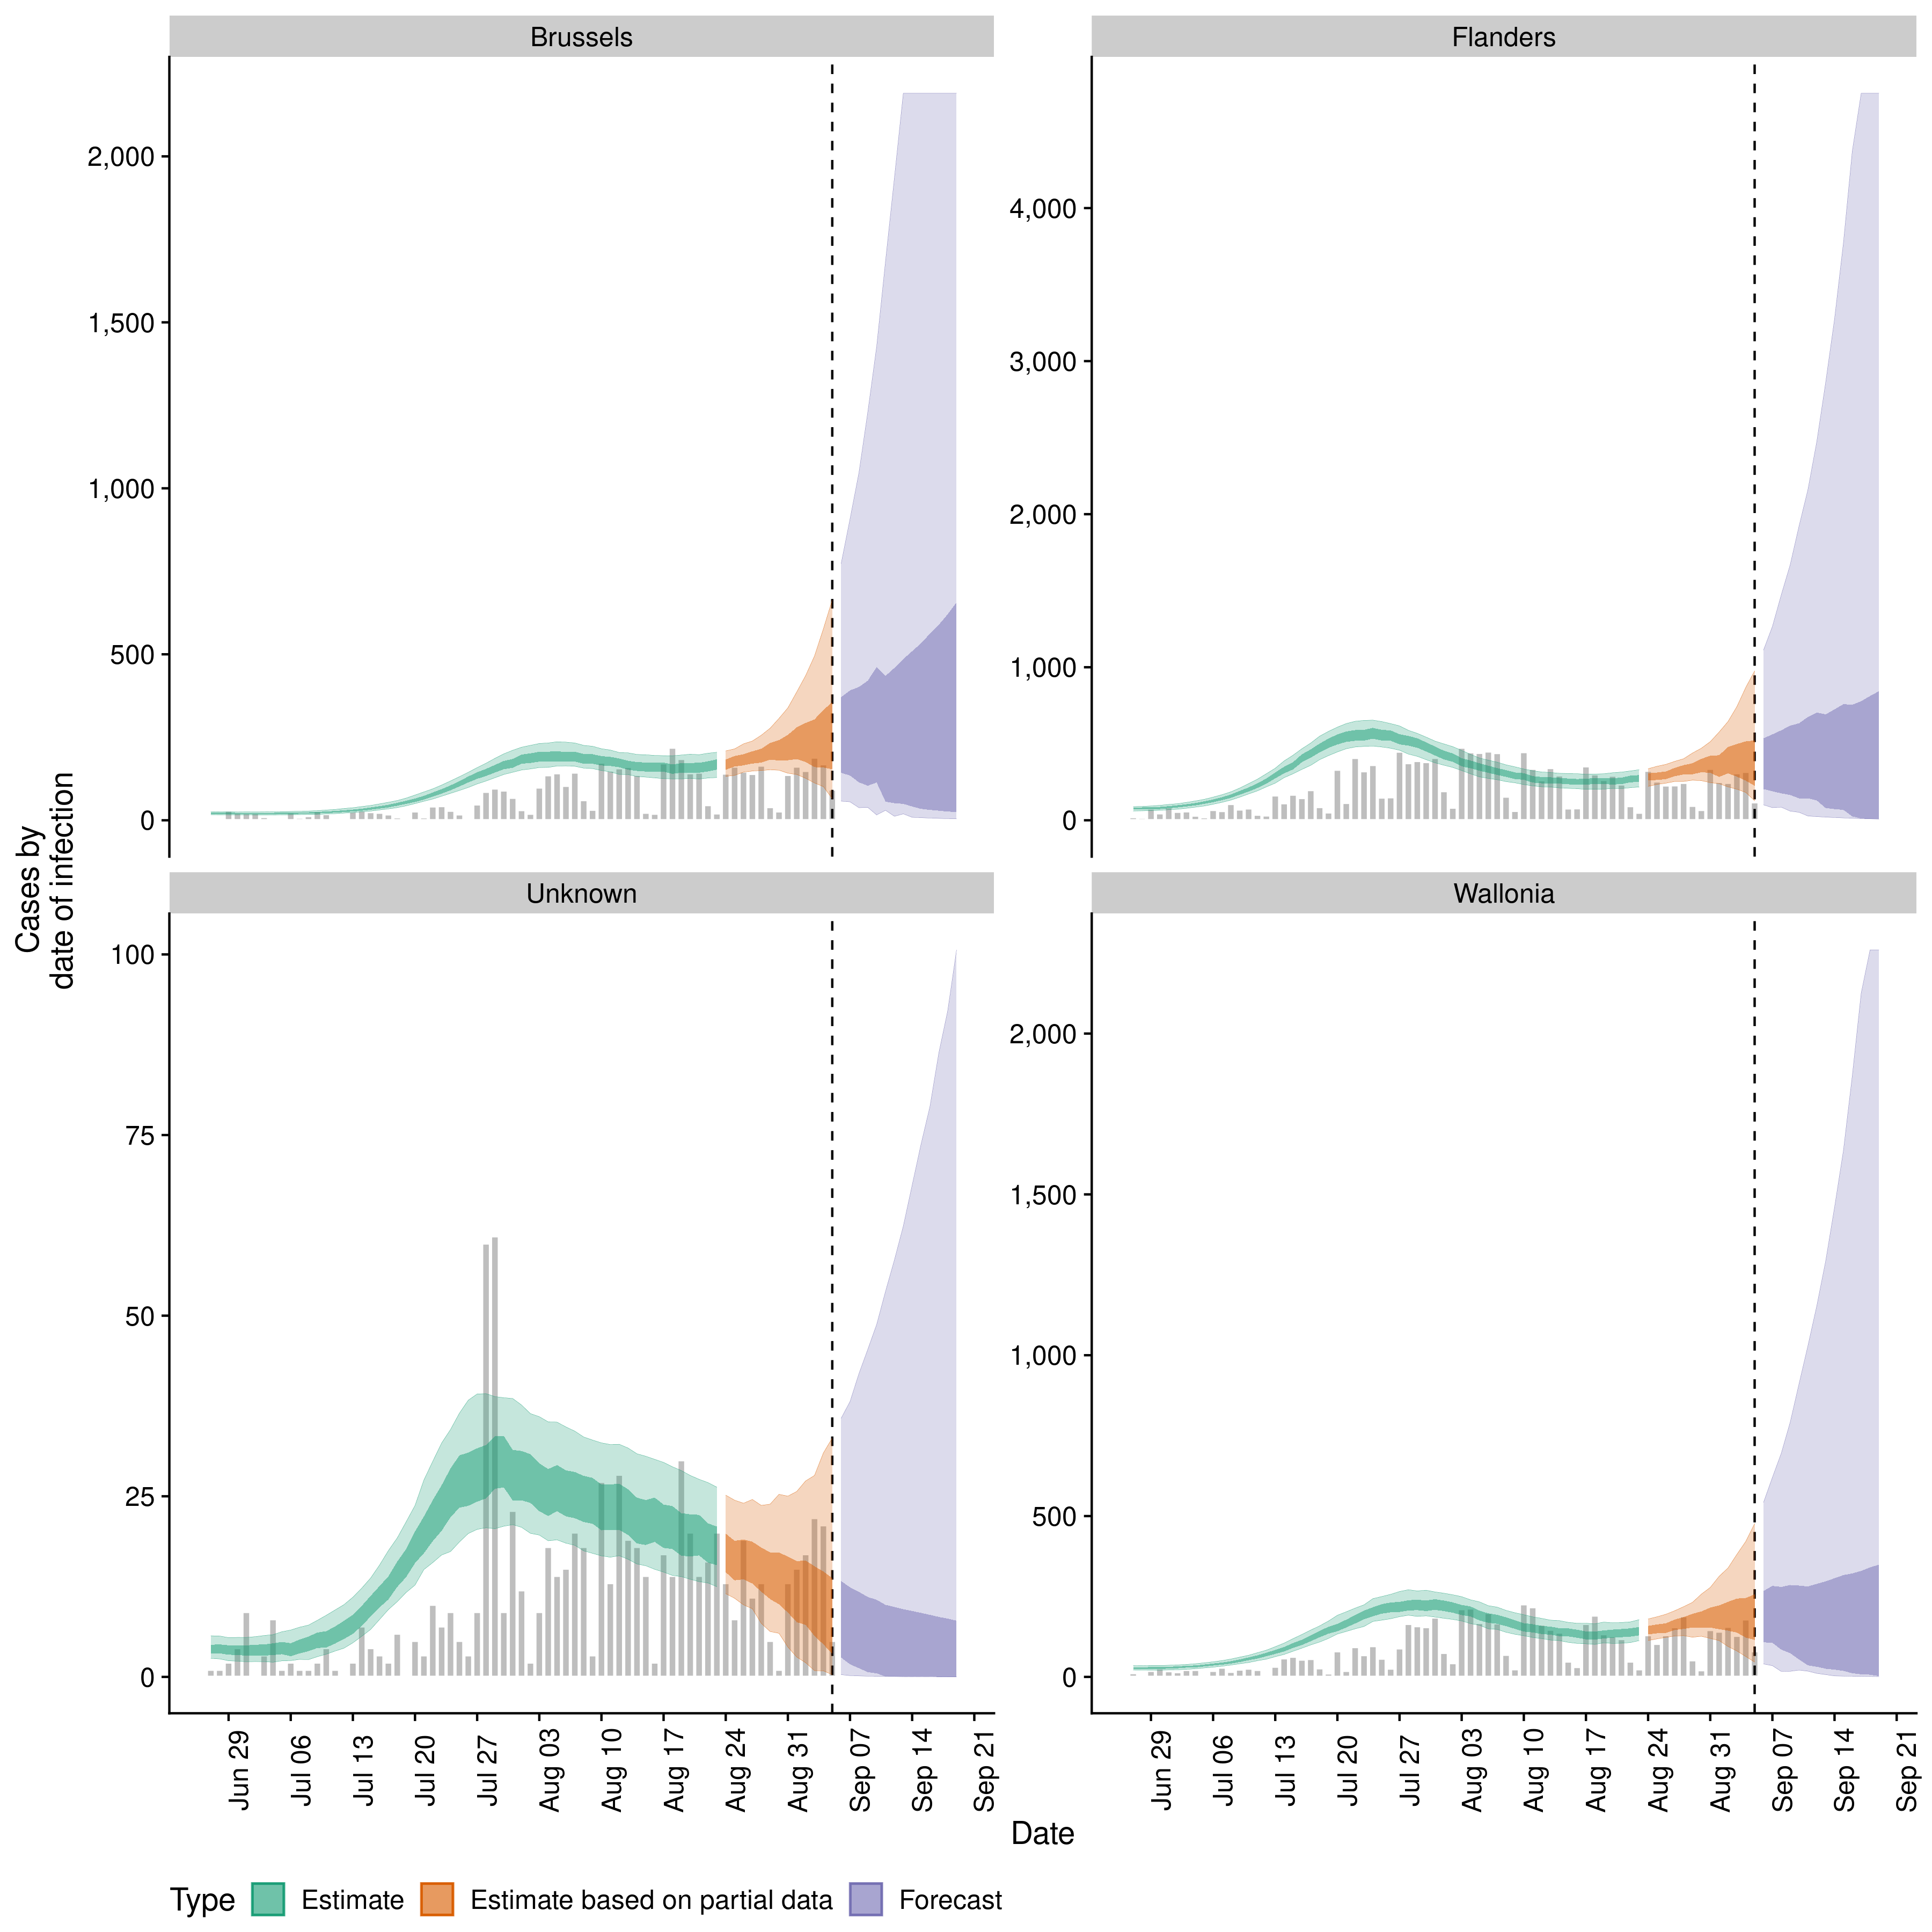 Brussels
Flanders
2,000
1,500
1,000
500
0
4,000
3,000
2,000
1,000
0
Cases by
date of infection
Unknown
Wallonia
100
75
50
25
0
2,000
1,500
1,000
500
0
Jun 29
Jul 06
Jul 13
Jul 20
Jul 27
Aug 03
Aug 10
Aug 17
Aug 24
Aug 31
Sep 07
Sep 14
Sep 21
Jun 29
Jul 06
Jul 13
Jul 20
Jul 27
Aug 03
Aug 10
Aug 17
Aug 24
Aug 31
Sep 07
Sep 14
Sep 21
Date
Type Estimate Estimate based on partial data Forecast